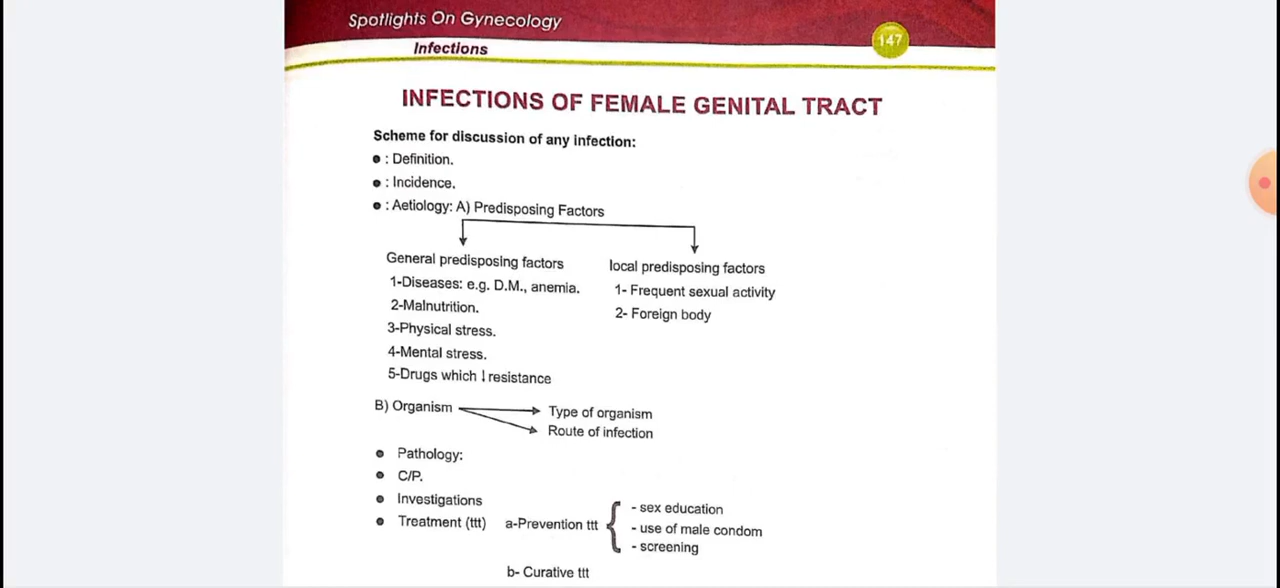 Spotlights On Gynecology
147
Infections
INFECTIONS OF FEMALE GENITAL TRACT
Scheme for discussion of any infection:
● : Definition.
● : Incidence.
● : Aetiology: A) Predisposing Factors
General predisposing factors
1-Diseases: e.g. D.M., anemia.
2-Malnutrition.
3-Physical stress.
4-Mental stress.
5-Drugs which ↓ resistance
local predisposing factors
1- Frequent sexual activity
2- Foreign body
B) Organism
Type of organism
Route of infection
● Pathology:
● C/P.
● Investigations
● Treatment (ttt) a-Prevention ttt
- sex education
- use of male condom
- screening
b- Curative ttt